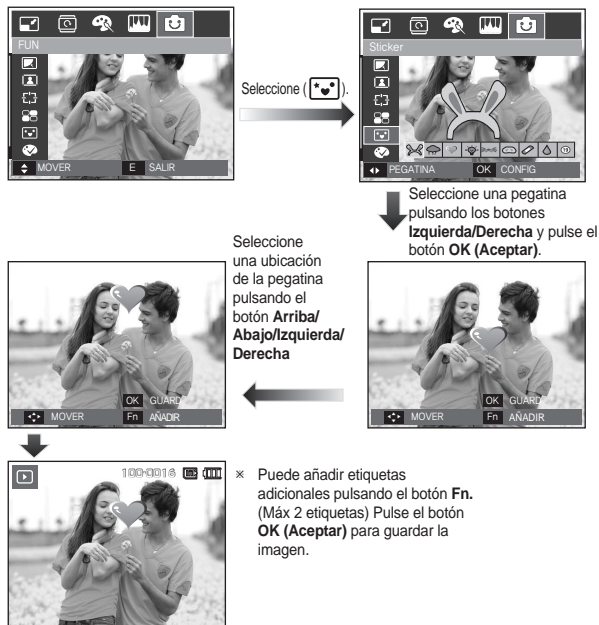 FUN
MOVER
E SALIR
Seleccione ( ).
Sticker
PEGATINA
OK CONFIG
Seleccione una pegatina
pulsando los botones
Izquierda/Derecha y pulse el
botón OK (Aceptar).
Seleccione
una ubicación
de la pegatina
pulsando el
botón Arriba/
Abajo/Izquierda/
Derecha
OK GUARD
MOVER
Fn AÑADIR
OK GUARD
MOVER
Fn AÑADIR
100-0016
※ Puede añadir etiquetas
adicionales pulsando el botón Fn.
(Máx 2 etiquetas) Pulse el botón
OK (Aceptar) para guardar la
imagen.